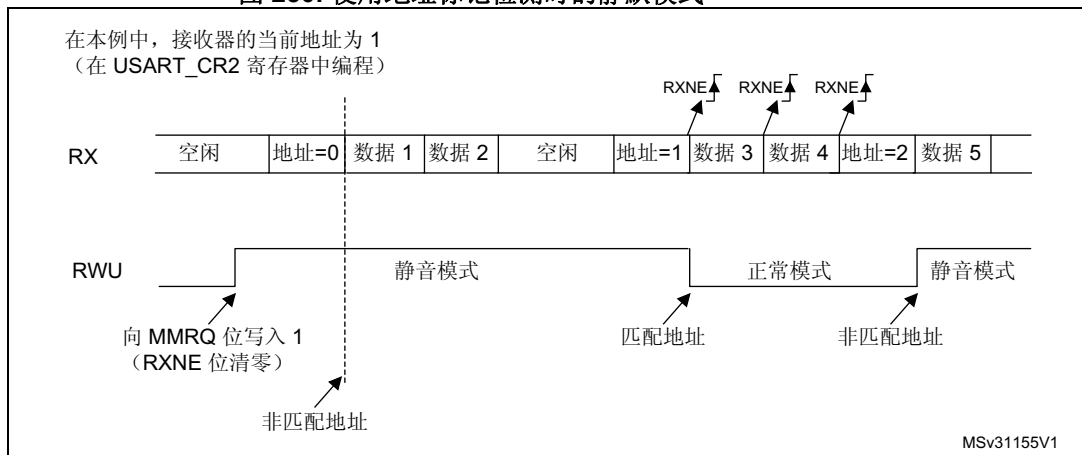 在本例中，接收器的当前地址为 1
（在 USART_CR2 寄存器中编程）
RXNE RXNE RXNE
RX 空闲 地址=0 数据 1 数据 2 空闲 地址=1 数据 3 数据 4 地址=2 数据 5
RWU 静音模式 正常模式 静音模式
向 MMRQ 位写入 1
（RXNE 位清零）
匹配地址 非匹配地址
非匹配地址
MSv31155V1